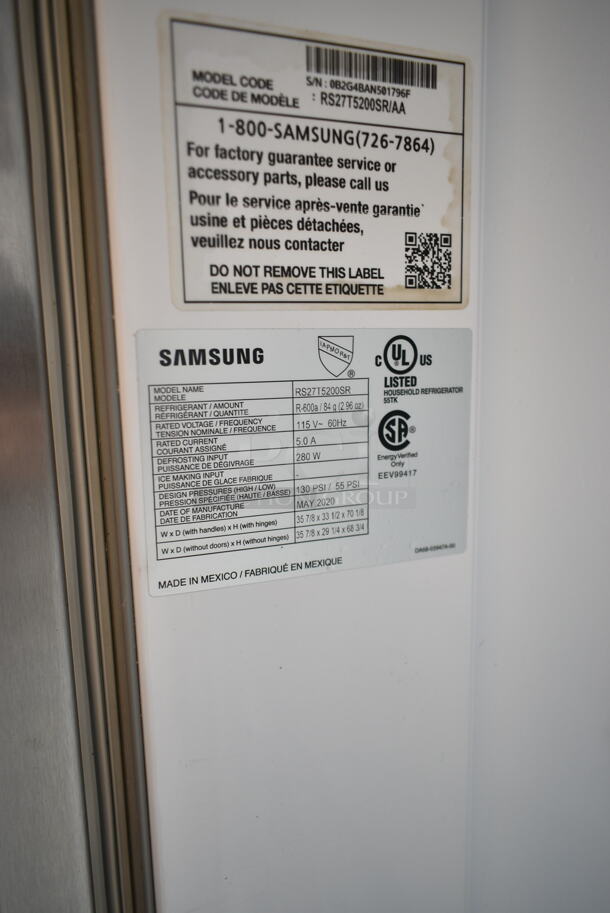 MODEL CODE
CODE DE MODÈLE : RS27T5200SR/AA
S/N : 0B2G4BAN501796F
1-800-SAMSUNG(726-7864)
For factory guarantee service or
accessory parts, please call us
Pour le service après-vente garantie
usine et pièces détachées,
veuillez nous contacter
DO NOT REMOVE THIS LABEL
ENLEVE PAS CETTE ETIQUETTE
SAMSUNG
IAPMO R&T
®
C UL US
LISTED
HOUSEHOLD REFRIGERATOR
55TK
SA ®
Energy Verified
Only
EEV99417
MODEL NAME
MODELE
RS27T5200SR
REFRIGERANT / AMOUNT
RÉFRIGÉRANT / QUANTITE
R-600a / 84 g (2.96 oz)
RATED VOLTAGE / FREQUENCY
TENSION NOMINALE / FREQUENCE
115 V~ 60Hz
RATED CURRENT
COURANT ASSIGNÉ
5.0 A
DEFROSTING INPUT
PUISSANCE DE DÉGIVRAGE
280 W
ICE MAKING INPUT
PUISSANCE DE GLACE FABRIQUE
-
DESIGN PRESSURES (HIGH / LOW)
PRESSION SPÉCIFIÉE (HAUTE / BASSE)
130 PSI / 55 PSI
DATE OF MANUFACTURE
DATE DE FABRICATION
MAY.2020
W x D (with handles) x H (with hinges)
35 7/8 x 33 1/2 x 70 1/8
W x D (without doors) x H (without hinges)
35 7/8 x 29 1/4 x 68 3/4
MADE IN MEXICO / FABRIQUÉ EN MEXIQUE
GROUP